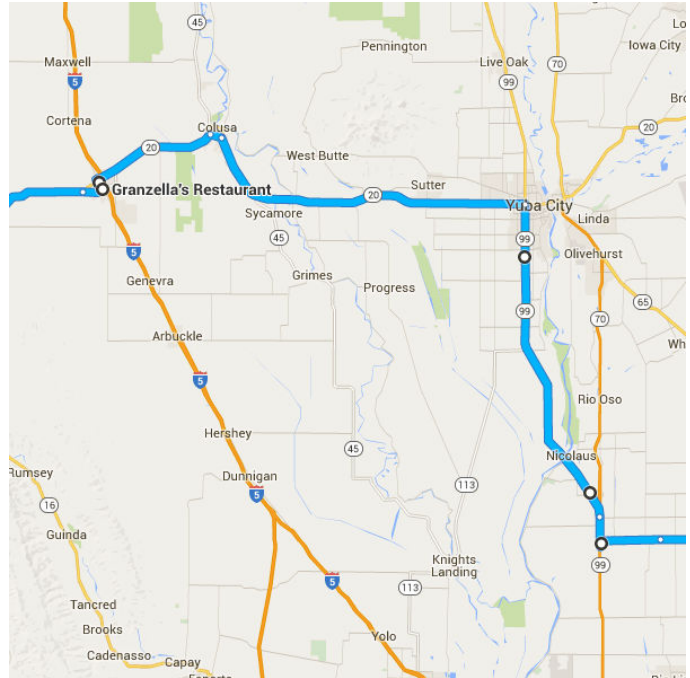 45
Pennington
Iowa City
Maxwell
Live Oak
70
5
99
Bro
Cortena
Colusa
70
20
20
West Butte
Granzella's Restaurant
Sutter
20
Yuba City
Sycamore
Linda
45
99
5
Olivehurst
Genevra
Grimes
Progress
65
99
70
Arbuckle
Wh
5
Rio Oso
Hershey
45
Nicolaus
Rumsey
Dunnigan
113
5
16
Guinda
99
Knights
Landing
5
113
Tancred
Brooks
Yolo
Cadenasso
Capay